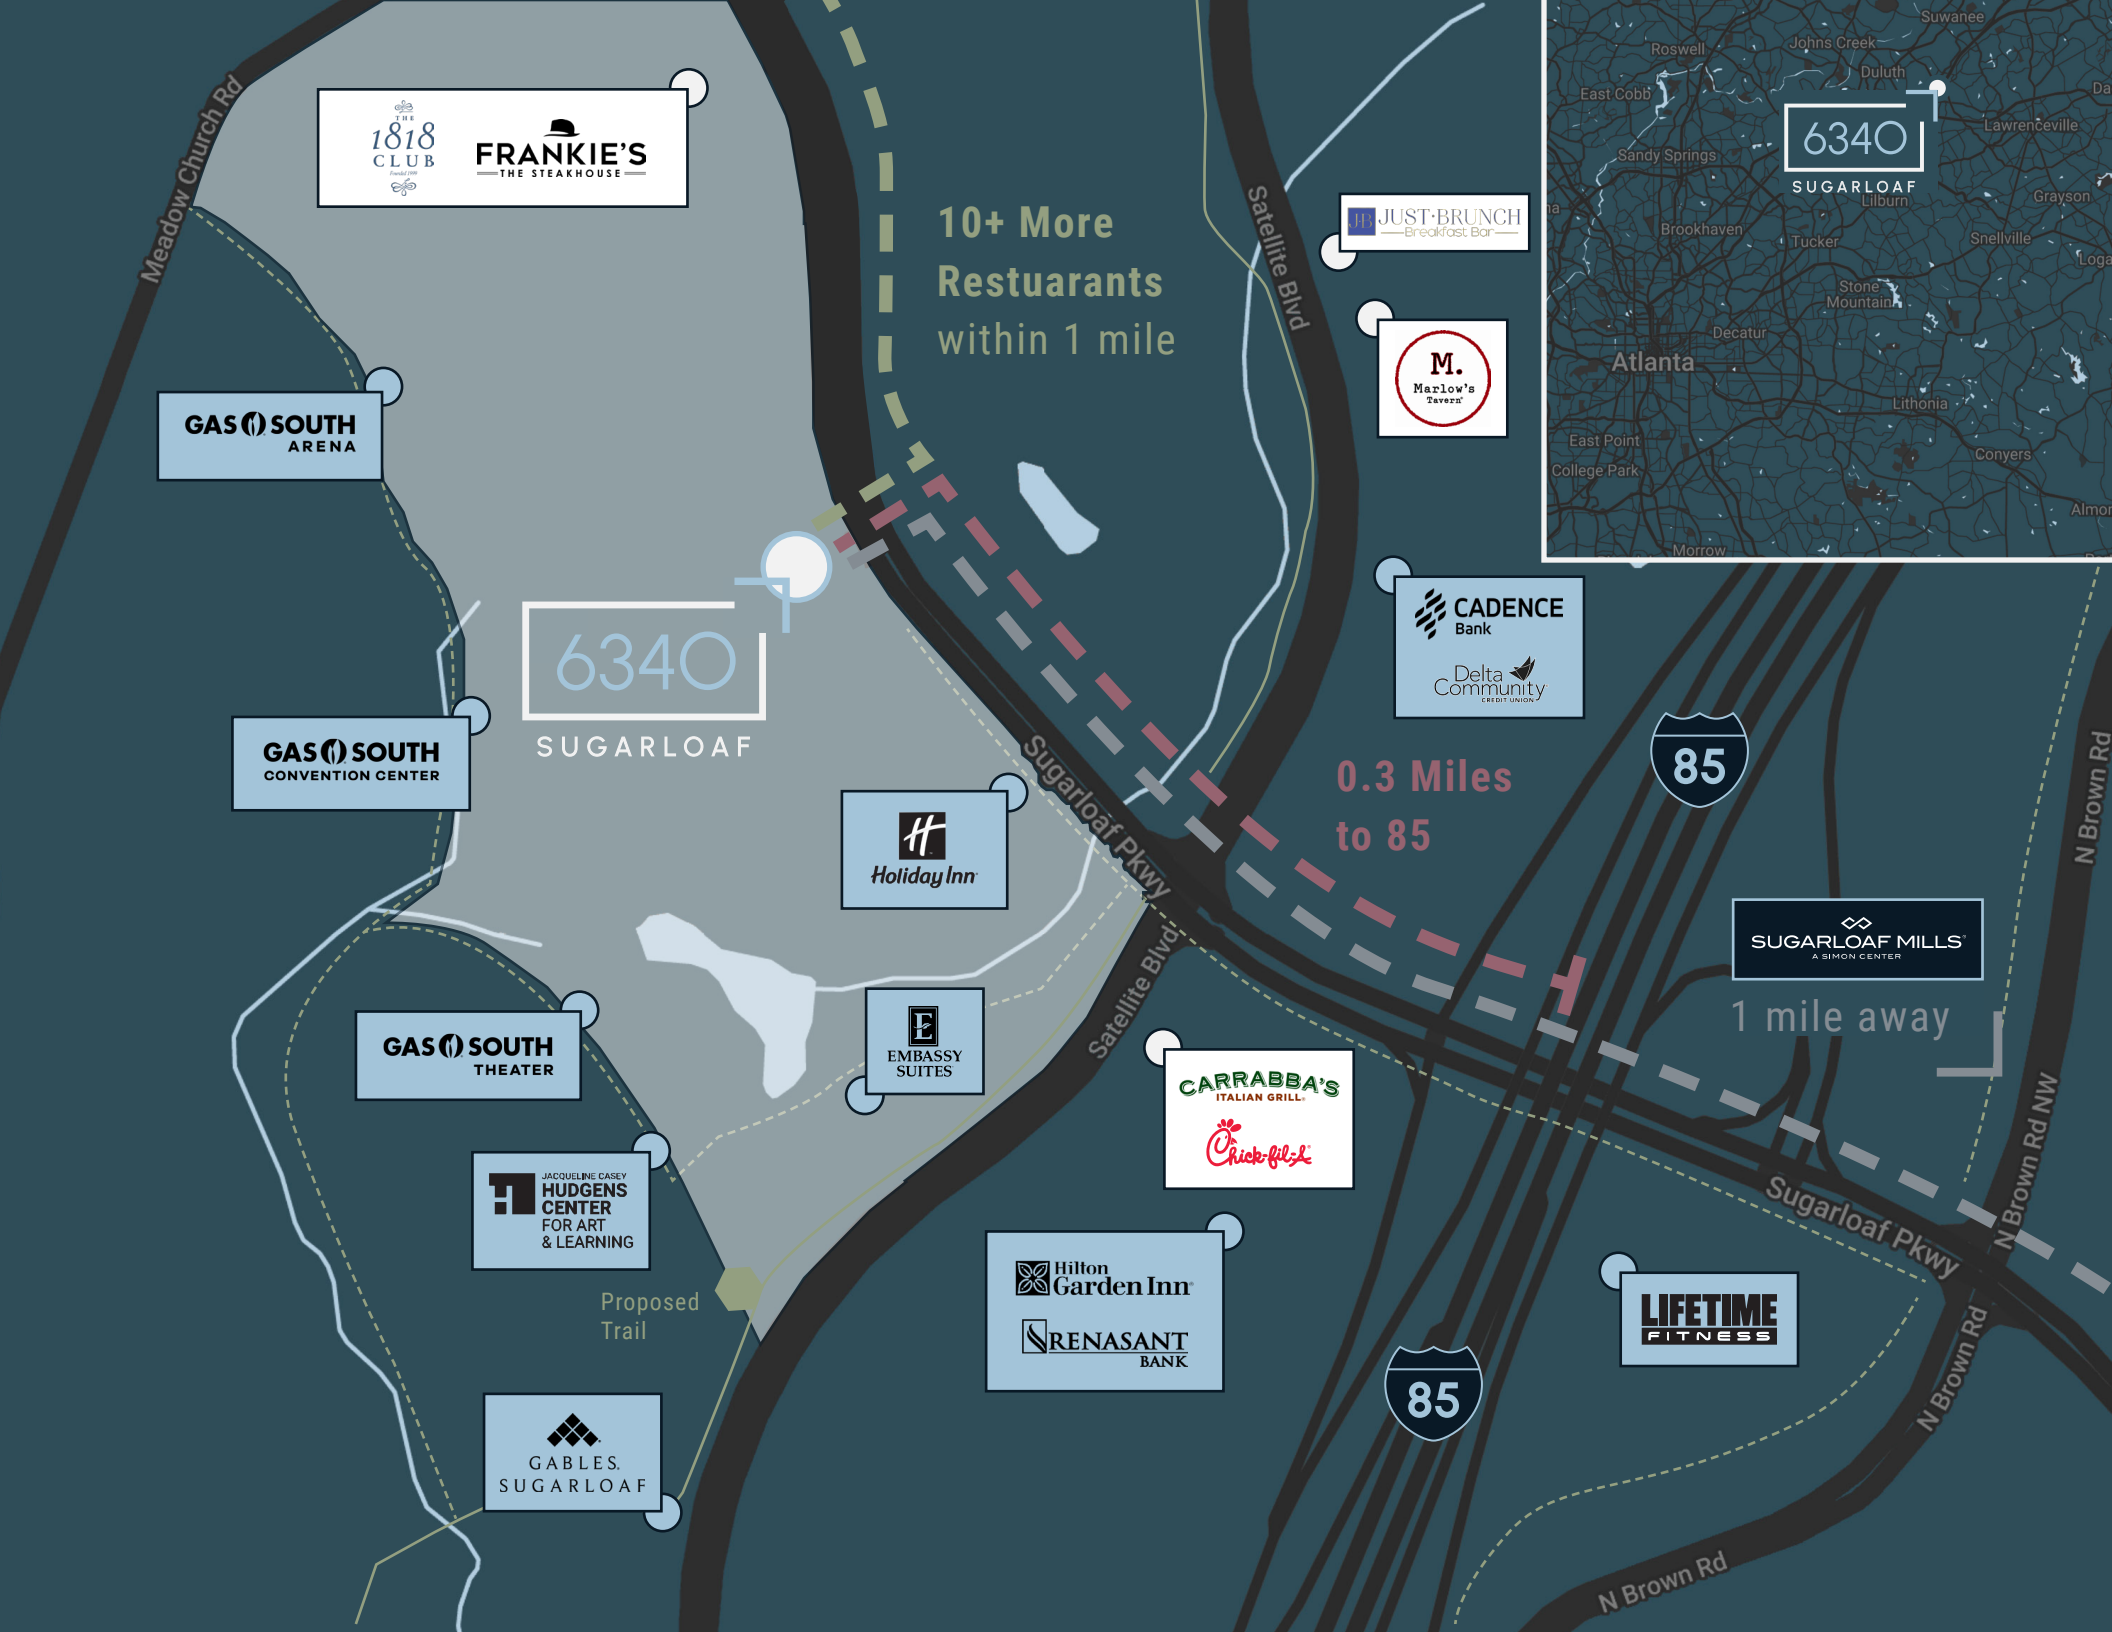 Meadow Church Rd
THE
1818
CLUB
Founded 1999
FRANKIE'S
THE STEAKHOUSE
10+ More
Restuarants
within 1 mile
Satellite Blvd
JB JUST·BRUNCH
Breakfast Bar
M.
Marlow's
Tavern
Suwanee
Roswell
Johns Creek
Duluth
East Cobb
6340
SUGARLOAF
Lawrenceville
Sandy Springs
Lilburn
Grayson
Brookhaven
Tucker
Snellville
Stone
Mountain
Decatur
Atlanta
Lithonia
East Point
College Park
Conyers
Morrow
GAS SOUTH
ARENA
6340
SUGARLOAF
CADENCE
Bank
Delta
Community
CREDIT UNION
GAS SOUTH
CONVENTION CENTER
Sugarloaf Pkwy
0.3 Miles
to 85
85
N Brown Rd
H
Holiday Inn
SUGARLOAF MILLS
A SIMON CENTER
1 mile away
Satellite Blvd
GAS SOUTH
THEATER
E
EMBASSY
SUITES
CARRABBA'S
ITALIAN GRILL
Chick-fil-A
N Brown Rd NW
JACQUELINE CASEY
HUDGENS
CENTER
FOR ART
& LEARNING
Sugarloaf Pkwy
Hilton
Garden Inn
RENASANT
BANK
Proposed
Trail
LIFETIME
FITNESS
N Brown Rd
85
GABLES
SUGARLOAF
N Brown Rd